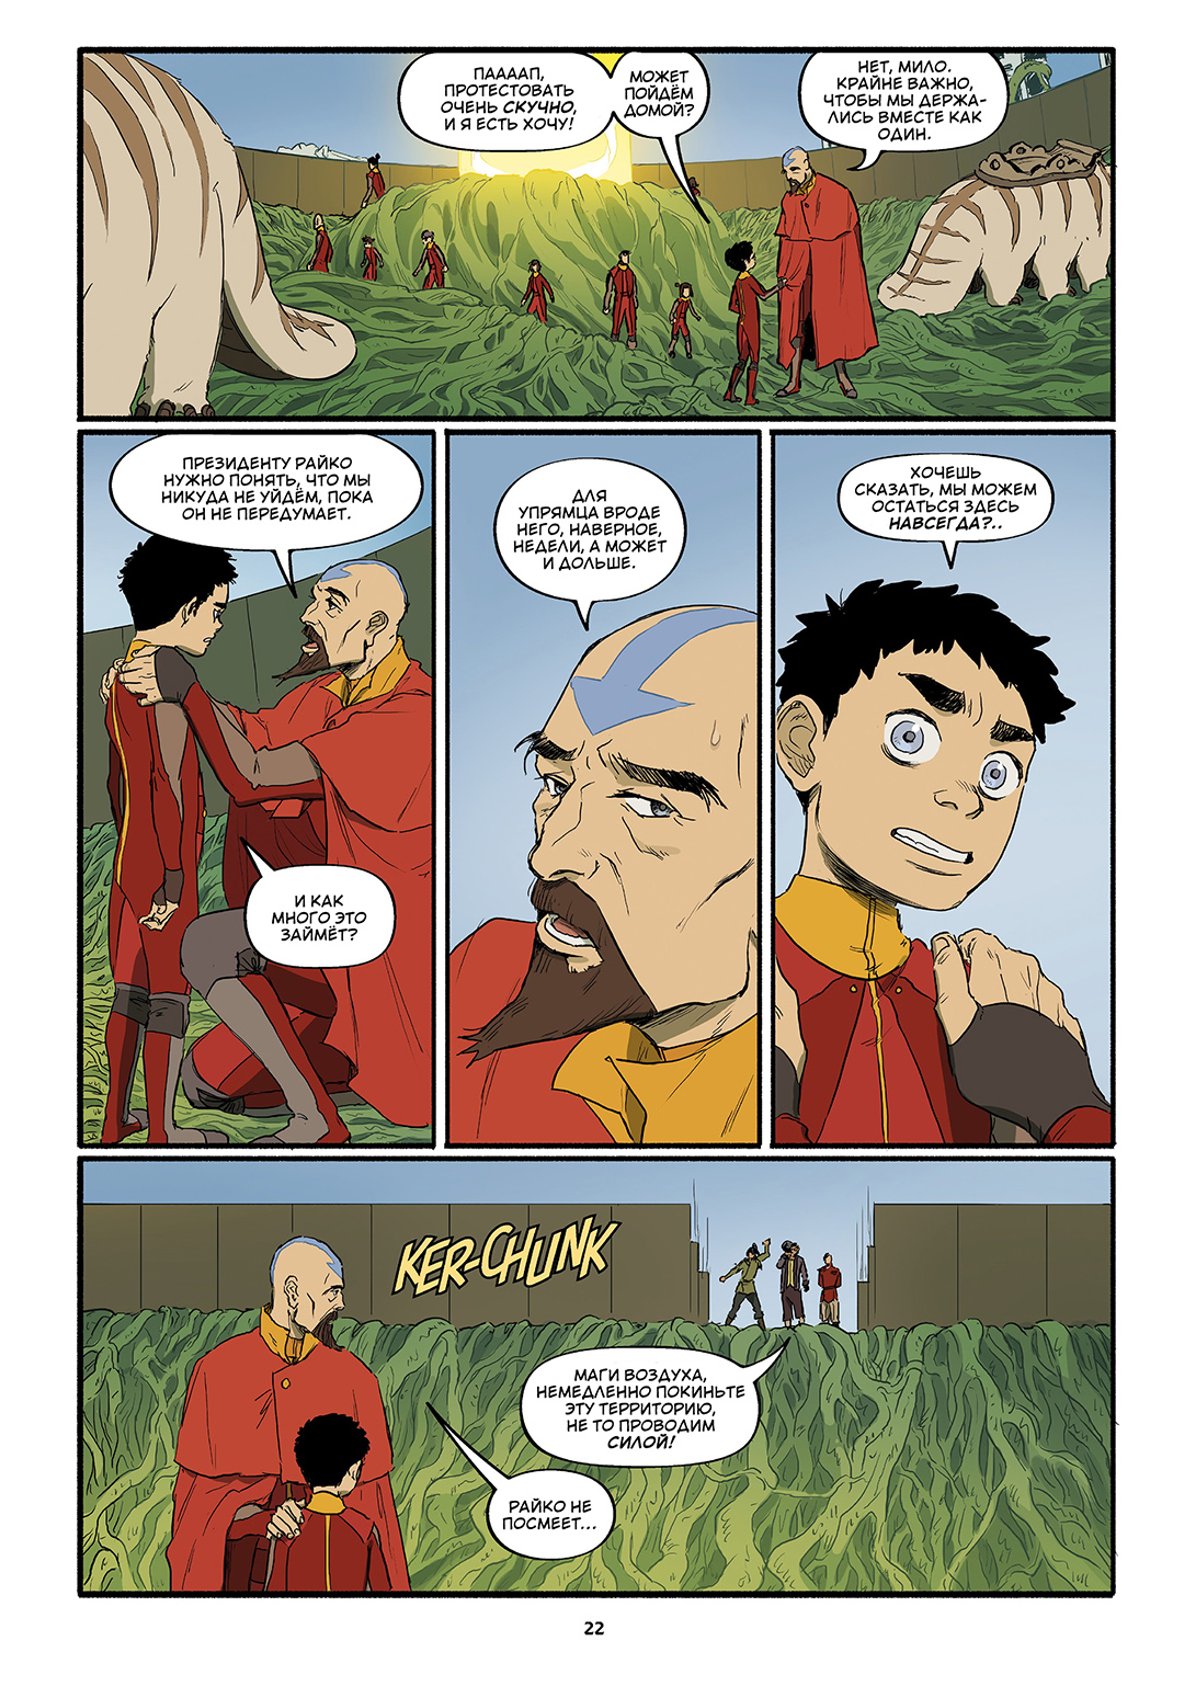 ПААААП,
ПРОТЕСТОВАТЬ
ОЧЕНЬ СКУЧНО,
И Я ЕСТЬ ХОЧУ!
МОЖЕТ
ПОЙДЁМ
ДОМОЙ?
НЕТ, МИЛО.
КРАЙНЕ ВАЖНО,
ЧТОБЫ МЫ ДЕРЖА-
ЛИСЬ ВМЕСТЕ КАК
ОДИН.
ПРЕЗИДЕНТУ РАЙКО
НУЖНО ПОНЯТЬ, ЧТО МЫ
НИКУДА НЕ УЙДЁМ, ПОКА
ОН НЕ ПЕРЕДУМАЕТ.
И КАК
МНОГО ЭТО
ЗАЙМЁТ?
ДЛЯ
УПРЯМЦА ВРОДЕ
НЕГО, НАВЕРНОЕ,
НЕДЕЛИ, А МОЖЕТ
И ДОЛЬШЕ.
ХОЧЕШЬ
СКАЗАТЬ, МЫ МОЖЕМ
ОСТАТЬСЯ ЗДЕСЬ
НАВСЕГДА?..
KER-CHUNK
МАГИ ВОЗДУХА,
НЕМЕДЛЕННО ПОКИНЬТЕ
ЭТУ ТЕРРИТОРИЮ,
НЕ ТО ПРОВОДИМ
СИЛОЙ!
РАЙКО НЕ
ПОСМЕЕТ...
22